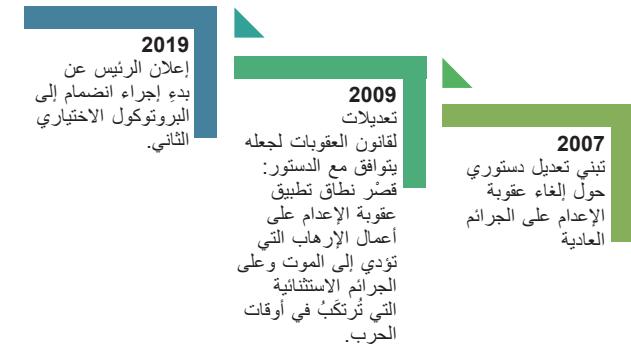 2007
تبني تعديل دستوري
حول إلغاء عقوبة
الإعدام على الجرائم
العادية
2009
تعديلات
لقانون العقوبات لجعله
يتوافق مع الدستور:
قصْر نطاق تطبيق
عقوبة الإعدام على
أعمال الإرهاب التي
تؤدي إلى الموت وعلى
الجرائم الاستثنائية
التي تُرتكَبُ في أوقات
الحرب.
2019
إعلان الرئيس عن
بدءِ إجراء انضمام إلى
البروتوكول الاختياري
الثاني.